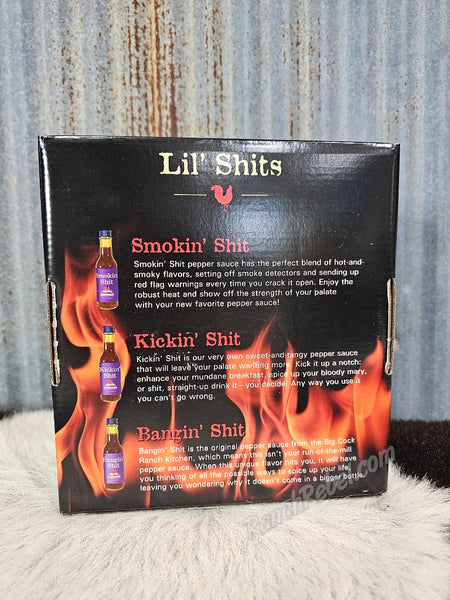 Lil' Shits
Smokin' Shit
Smokin' Shit pepper sauce has the perfect blend of hot-and-
smoky flavors, setting off smoke detectors and sending up
red flag warnings every time you crack it open. Enjoy the
robust heat and show off the strength of your palate
with your new favorite pepper sauce!
Smokin'
Shit
Kickin' Shit
Kickin' Shit is our very own sweet-and-tangy pepper sauce
that will leave your palate wanting more. Kick it up a notch:
enhance your mundane breakfast, spice up your bloody mary,
or shit, straight-up drink it—you decide! Any way you use it
you can't go wrong.
Kickin'
Shit
Bangin' Shit
Bangin' Shit is the original pepper sauce from the Big Cock
Ranch kitchen, which means this isn't your run-of-the-mill
pepper sauce. When this unique flavor hits you, it will have
you thinking of all the possible ways to spice up your life,
leaving you wondering why it doesn't come in a bigger bottle.
Bangin'
Shit